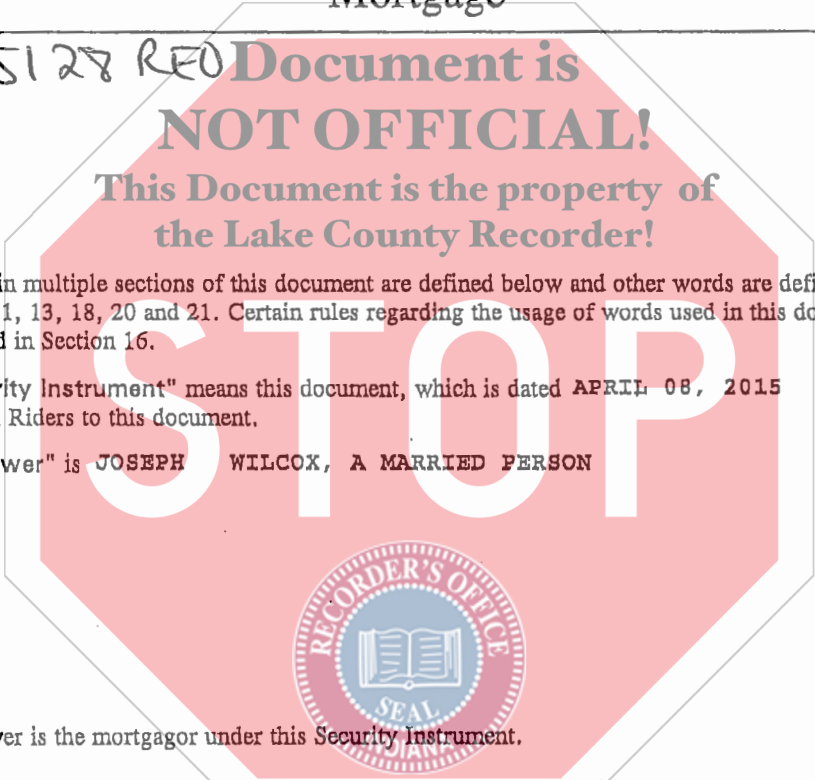 Mortgage
5128 REO
Document is
NOT OFFICIAL!
This Document is the property of
the Lake County Recorder!
in multiple sections of this document are defined below and other words are defi
1, 13, 18, 20 and 21. Certain rules regarding the usage of words used in this do
in Section 16.
ity Instrument" means this document, which is dated APRIL 08, 2015
Riders to this document.
wer" is JOSEPH WILCOX, A MARRIED PERSON
STOP
RECORDER'S OFFICE
SEAL
INDIANA
er is the mortgagor under this Security Instrument.